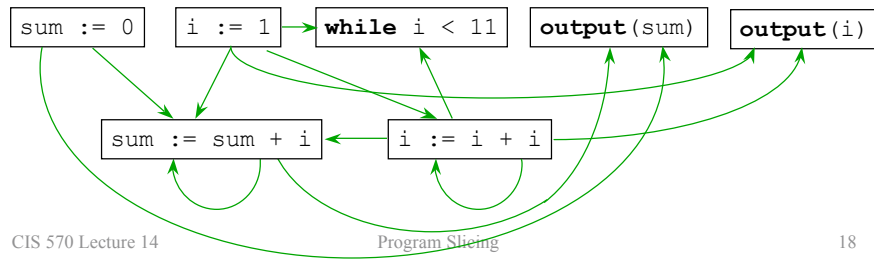 sum := 0
i := 1
while i < 11
output(sum)
output(i)
sum := sum + i
i := i + i
CIS 570 Lecture 14
Program Slicing
18